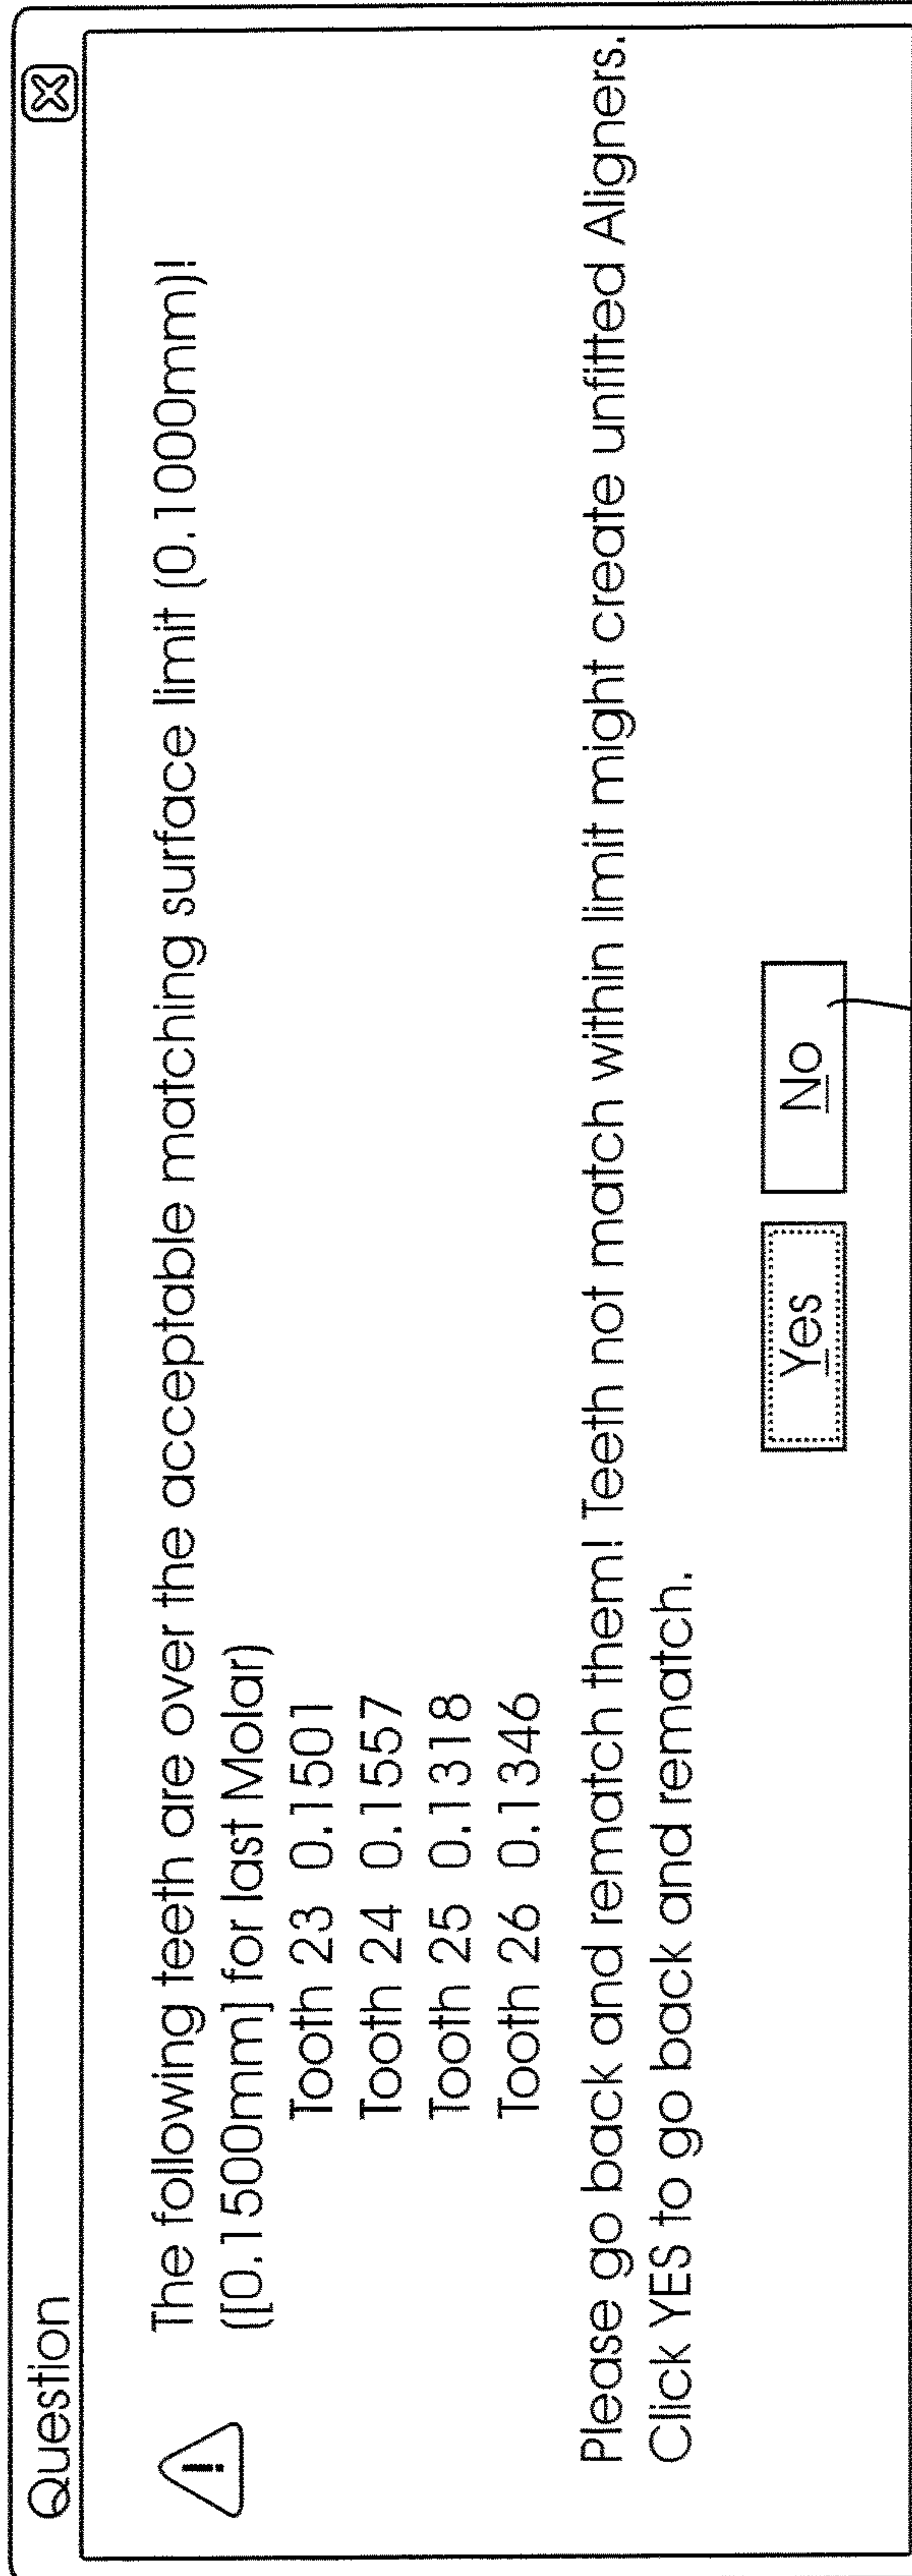 Question
The following teeth are over the acceptable matching surface limit (0.1000mm)!
([0.1500mm] for last Molar)
Tooth 23 0.1501
Tooth 24 0.1557
Tooth 25 0.1318
Tooth 26 0.1346
Please go back and rematch them! Teeth not match within limit might create unfitted Aligners.
Click YES to go back and rematch.
Yes No